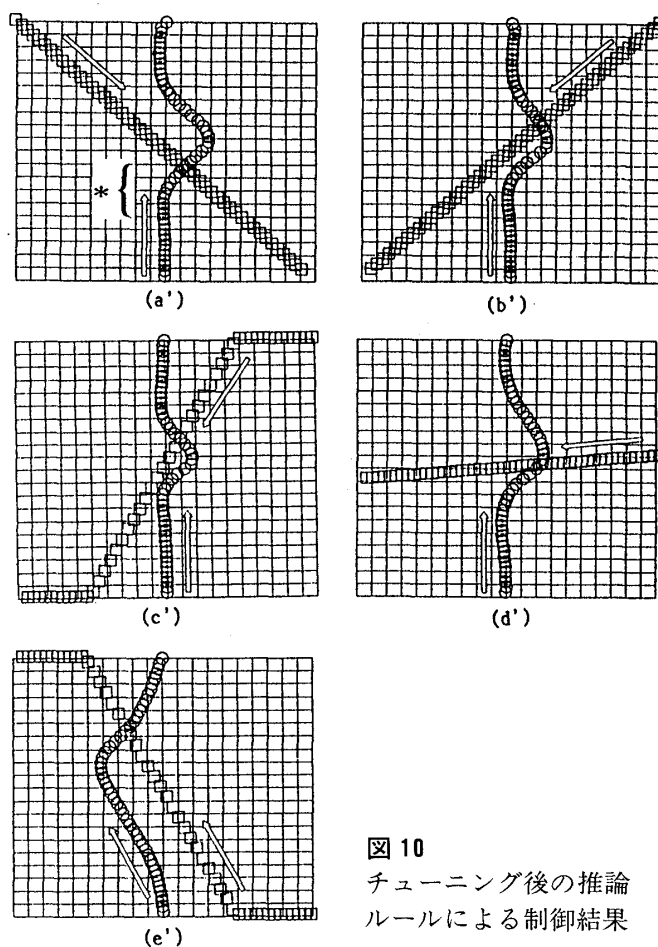 *{
(a')
(b')
(c')
(d')
(e')
図 10
チューニング後の推論
ルールによる制御結果